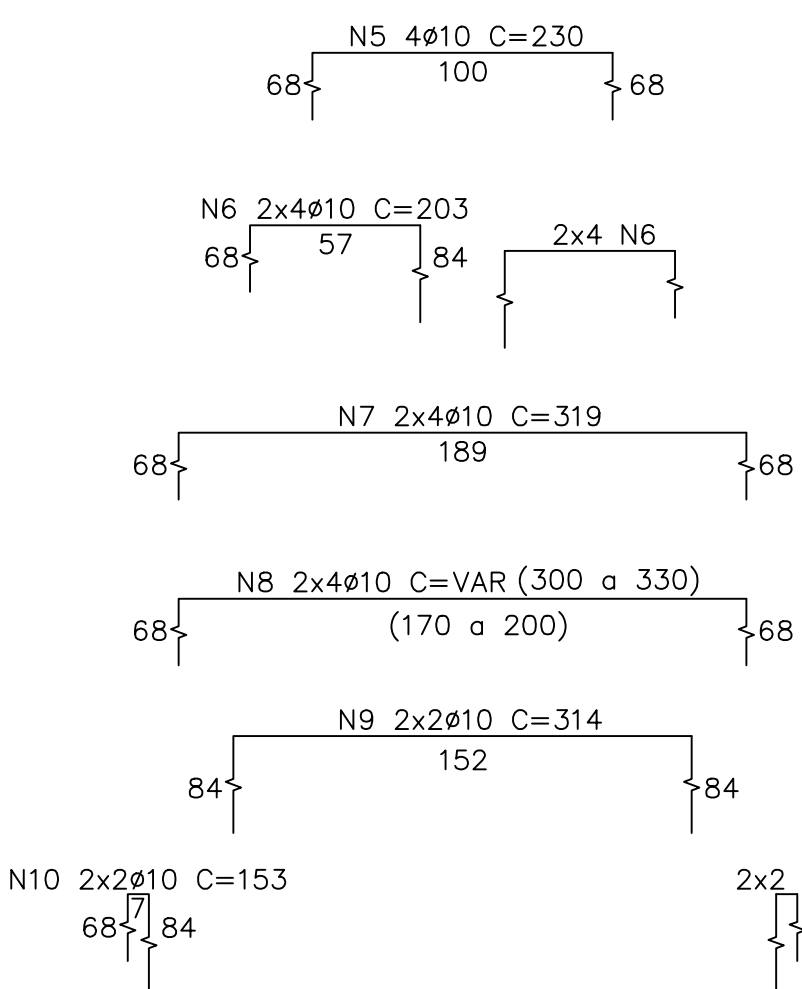 N5 4ø10 C=230
100
68 68
N6 2x4ø10 C=203
57
68 84
2x4 N6
N7 2x4ø10 C=319
189
68 68
N8 2x4ø10 C=VAR (300 a 330)
(170 a 200)
68 68
N9 2x2ø10 C=314
152
84 84
N10 2x2ø10 C=153
7
68 84
2x2